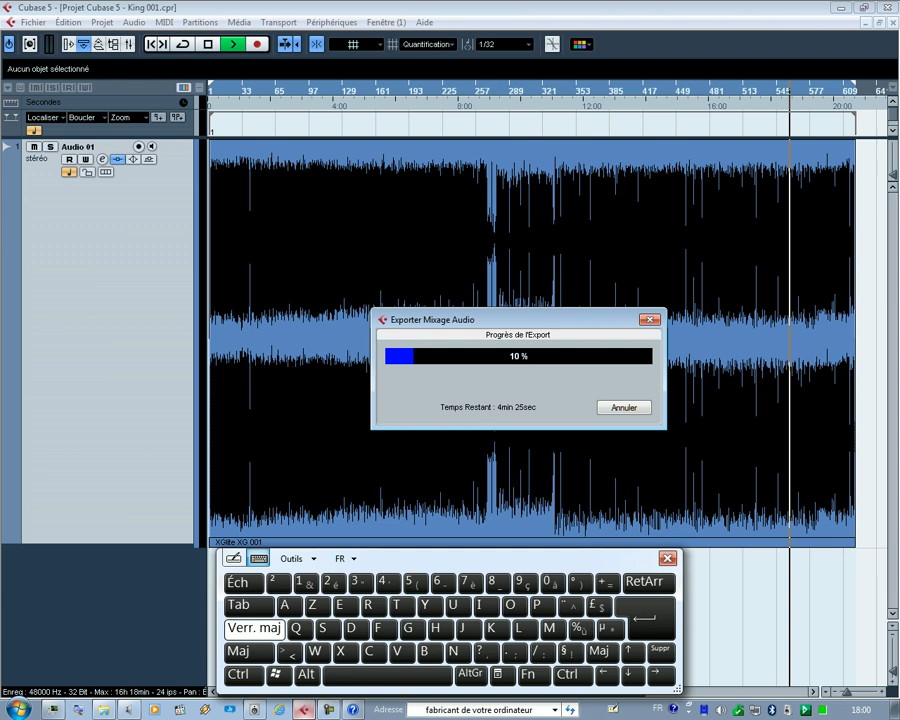 Cubase 5 - [Projet Cubase 5 - King 001.cpr]
Fichier Édition Projet Audio MIDI Partitions Média Transport Périphériques Fenêtre (1) Aide
Quantification 1/32
Aucun objet sélectionné
1 33 65 97 129 161 193 225 257 289 321 353 385 417 449 481 513 545 609 64
Secondes
0 4:00 8:00 12:00 16:00 20:00
Localiser Boucler Zoom
1
1 m S Audio 01
stéréo R W e
Exporter Mixage Audio
Progrès de l'Export
10 %
Temps Restant : 4min 25sec
Annuler
XGlite XG 001
Outils FR
Éch ² 1 & 2 é 3 " 4 ' 5 ( 6 - 7 è 8 _ 9 ç 0 à ° ) + = RetArr
Tab A Z E R T Y U I O P ¨ ^ £ $
Verr. maj Q S D F G H J K L M % ù µ *
Maj > < W X C V B N ? , . ; / : § ! Maj ↑ Suppr
Ctrl Alt AltGr Fn Ctrl ← ↓ →
Enreg : 48000 Hz - 32 Bit - Max : 16h 18min - 24 ips - Pan : É
Adresse fabricant de votre ordinateur FR 18:00